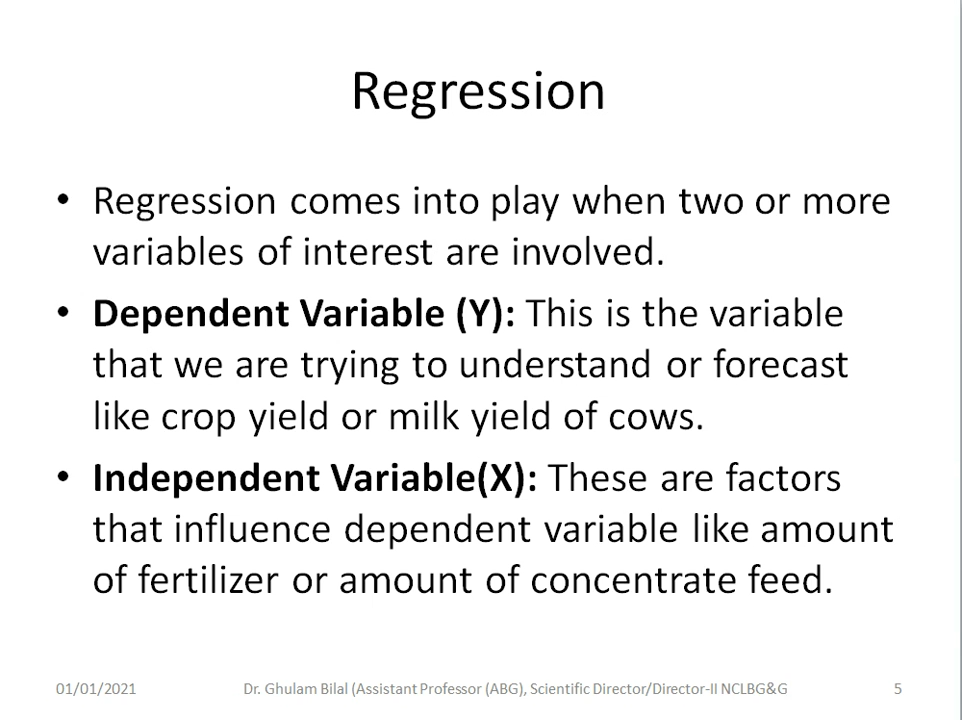 Regression
• Regression comes into play when two or more
variables of interest are involved.
• Dependent Variable (Y): This is the variable
that we are trying to understand or forecast
like crop yield or milk yield of cows.
• Independent Variable(X): These are factors
that influence dependent variable like amount
of fertilizer or amount of concentrate feed.
01/01/2021 Dr. Ghulam Bilal (Assistant Professor (ABG), Scientific Director/Director-II NCLBG&G 5